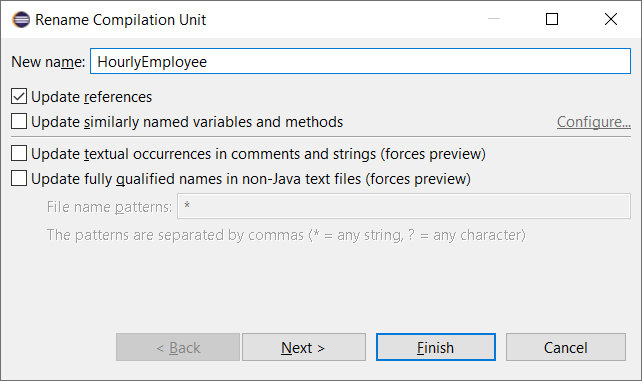 Rename Compilation Unit
New name: HourlyEmployee
Update references
Update similarly named variables and methods Configure...
Update textual occurrences in comments and strings (forces preview)
Update fully qualified names in non-Java text files (forces preview)
File name patterns: *
The patterns are separated by commas (* = any string, ? = any character)
< Back Next > Finish Cancel